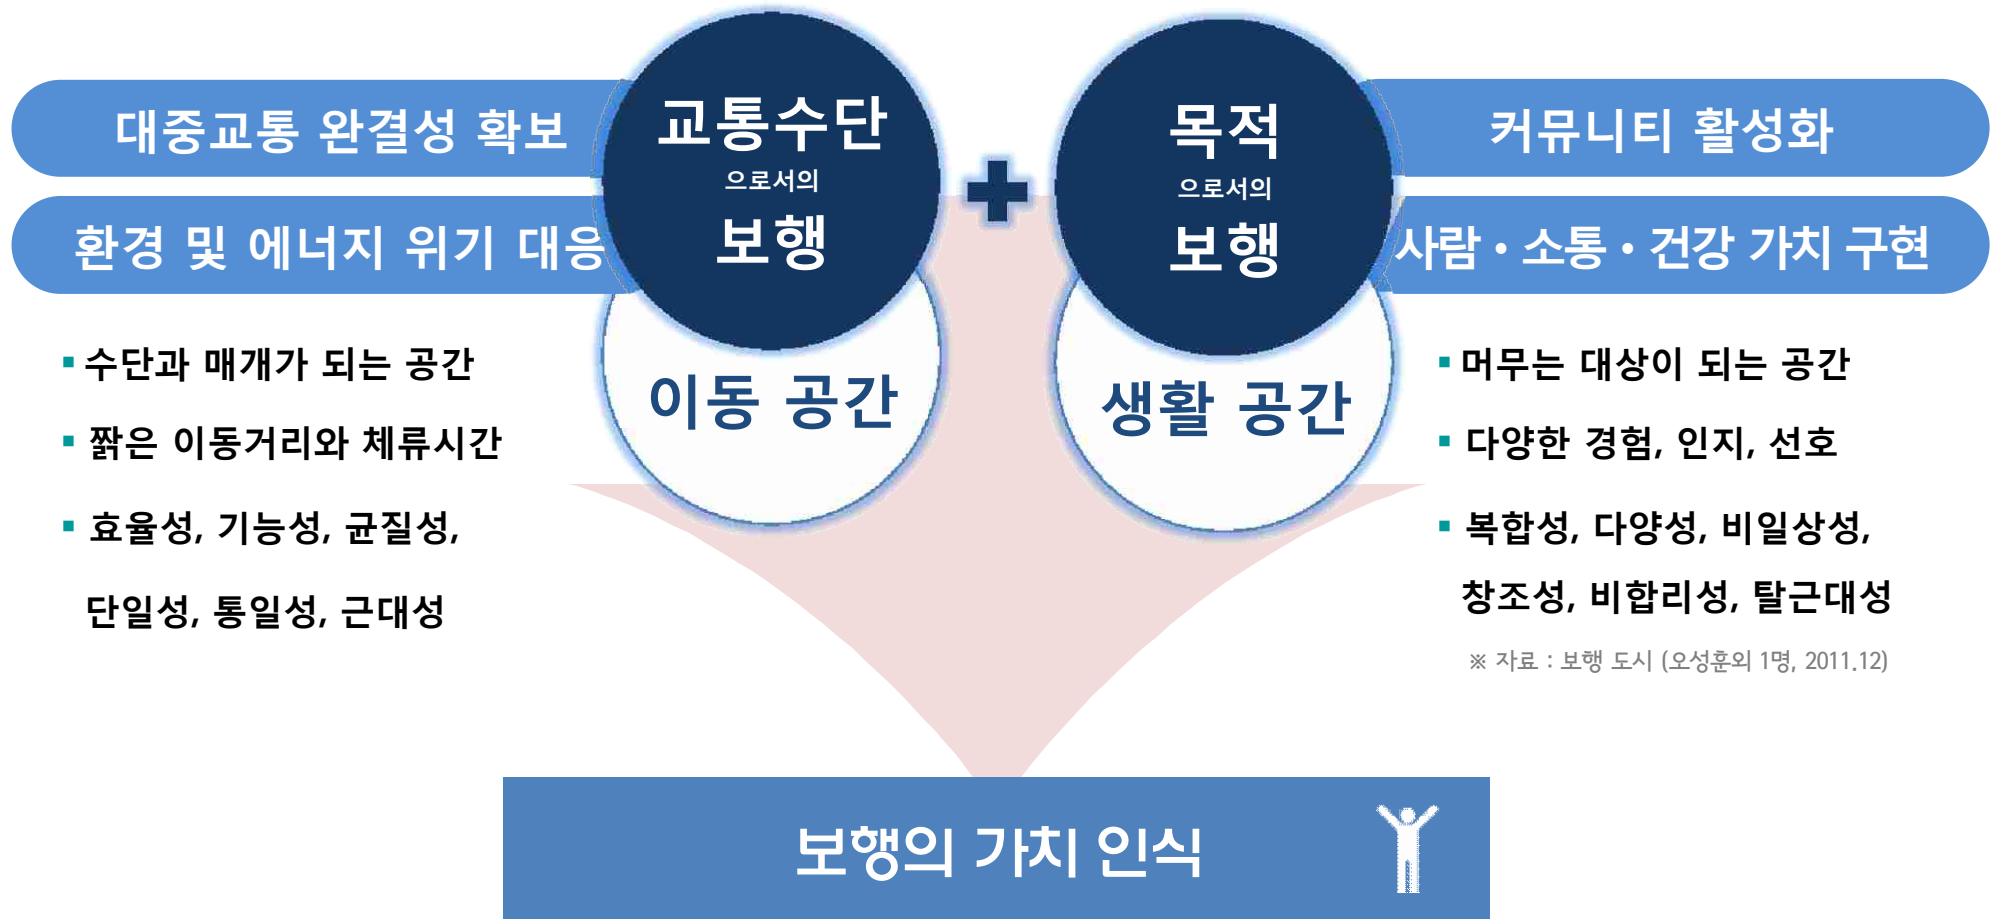 대중교통 완결성 확보
환경 및 에너지 위기 대응
교통수단
으로서의
보행
이동 공간
목적
으로서의
보행
생활 공간
커뮤니티 활성화
사람 • 소통 • 건강 가치 구현
▪ 수단과 매개가 되는 공간
▪ 짧은 이동거리와 체류시간
▪ 효율성, 기능성, 균질성,
단일성, 통일성, 근대성
▪ 머무는 대상이 되는 공간
▪ 다양한 경험, 인지, 선호
▪ 복합성, 다양성, 비일상성,
창조성, 비합리성, 탈근대성
※ 자료 : 보행 도시 (오성훈외 1명, 2011.12)
보행의 가치 인식